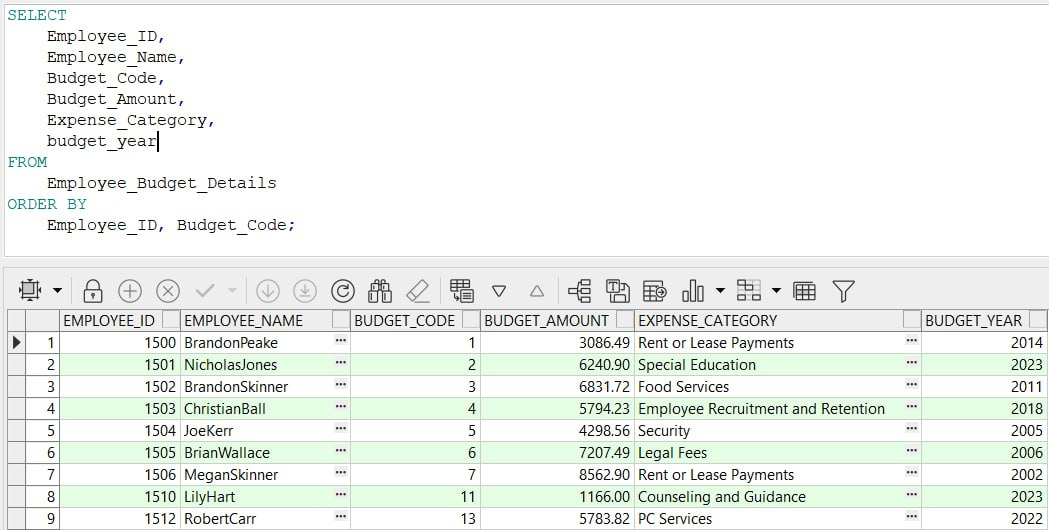 SELECT
Employee_ID,
Employee_Name,
Budget_Code,
Budget_Amount,
Expense_Category,
budget_year
FROM
Employee_Budget_Details
ORDER BY
Employee_ID, Budget_Code;
EMPLOYEE_ID EMPLOYEE_NAME BUDGET_CODE BUDGET_AMOUNT EXPENSE_CATEGORY BUDGET_YEAR
1 1500 BrandonPeake ... 1 3086.49 Rent or Lease Payments ... 2014
2 1501 NicholasJones ... 2 6240.90 Special Education ... 2023
3 1502 BrandonSkinner ... 3 6831.72 Food Services ... 2011
4 1503 ChristianBall ... 4 5794.23 Employee Recruitment and Retention ... 2018
5 1504 JoeKerr ... 5 4298.56 Security ... 2005
6 1505 BrianWallace ... 6 7207.49 Legal Fees ... 2006
7 1506 MeganSkinner ... 7 8562.90 Rent or Lease Payments ... 2002
8 1510 LilyHart ... 11 1166.00 Counseling and Guidance ... 2023
9 1512 RobertCarr ... 13 5783.82 PC Services ... 2022